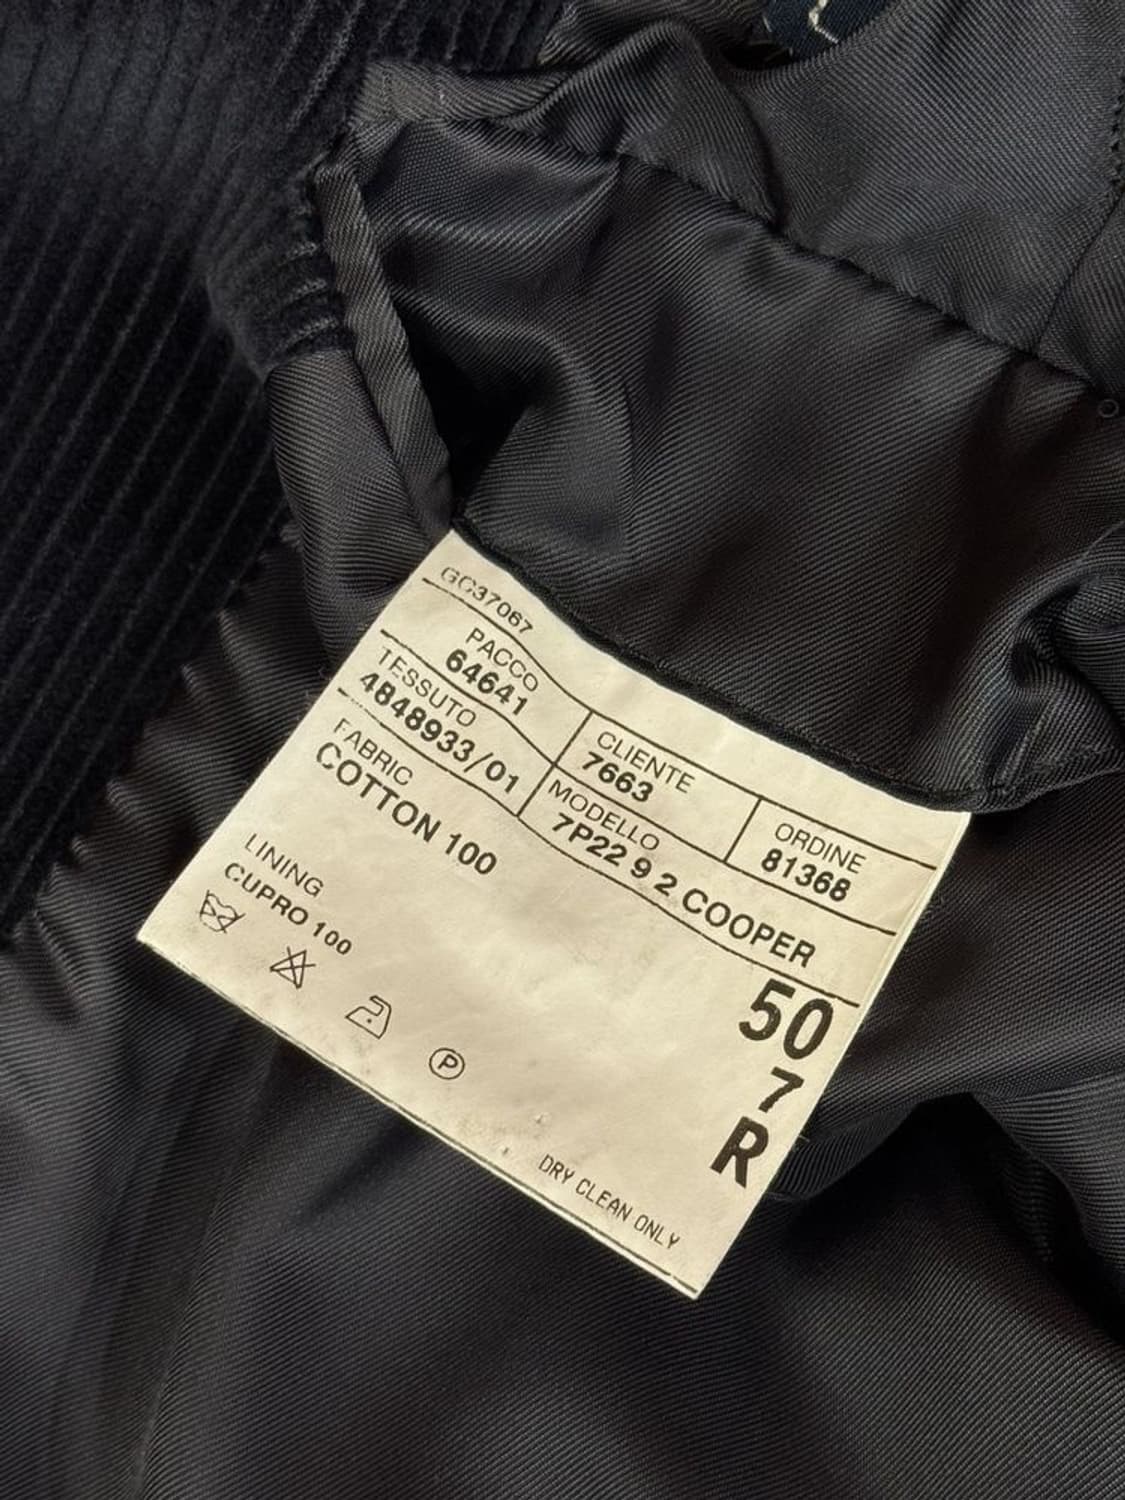 GC37067
PACCO
64641
CLIENTE
7663
ORDINE
81368
TESSUTO
4848933/01
MODELLO
7P22 9 2 COOPER
FABRIC
COTTON 100
50
7
R
LINING
CUPRO 100
P
DRY CLEAN ONLY